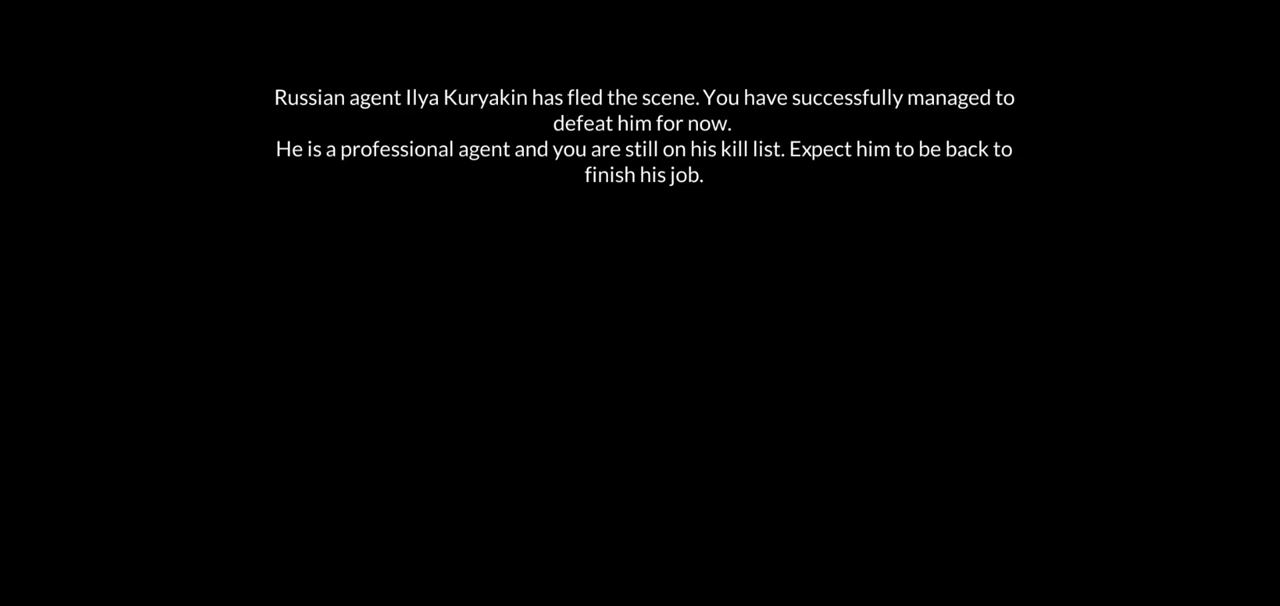 Russian agent Ilya Kuryakin has fled the scene. You have successfully managed to
defeat him for now.
He is a professional agent and you are still on his kill list. Expect him to be back to
finish his job.